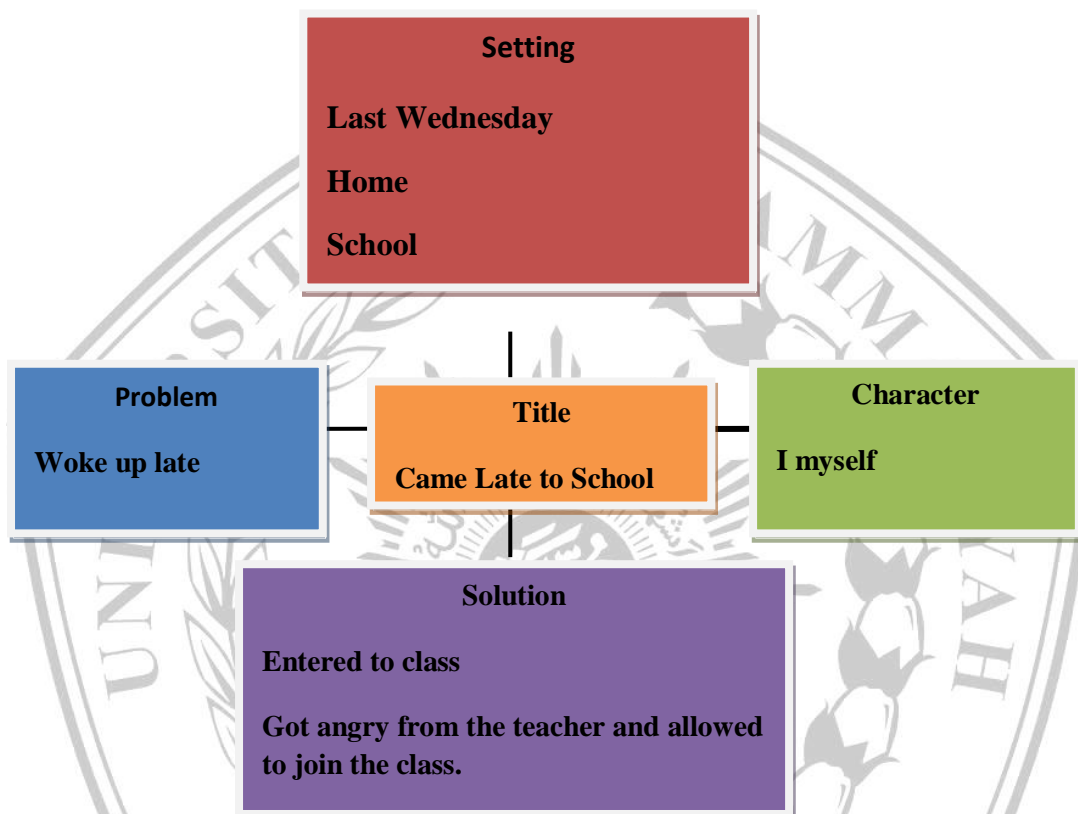 Setting
Last Wednesday
Home
School
Problem
Woke up late
Title
Came Late to School
Character
I myself
Solution
Entered to class
Got angry from the teacher and allowed
to join the class.